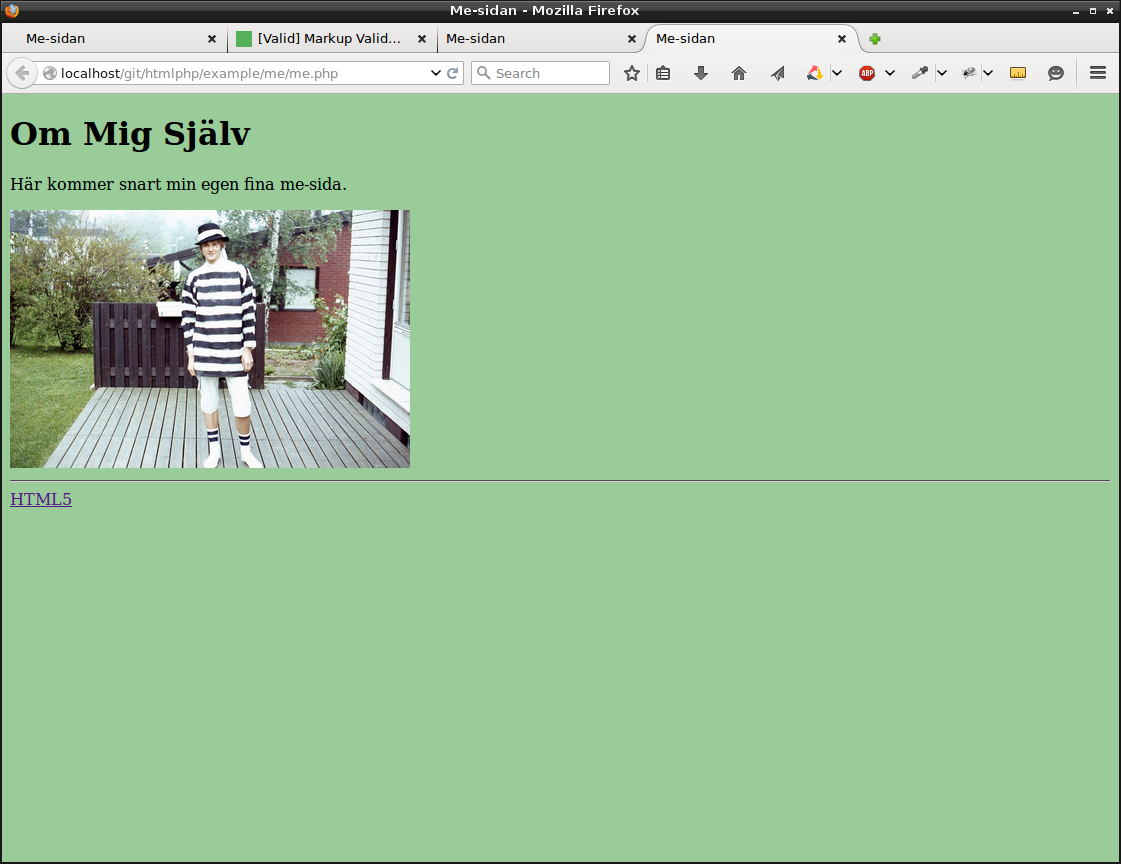 Me-sidan - Mozilla Firefox
Me-sidan
[Valid] Markup Valid...
Me-sidan
Me-sidan
localhost/git/htmlphp/example/me/me.php
Search
ABP
Om Mig Själv
Här kommer snart min egen fina me-sida.
HTML5